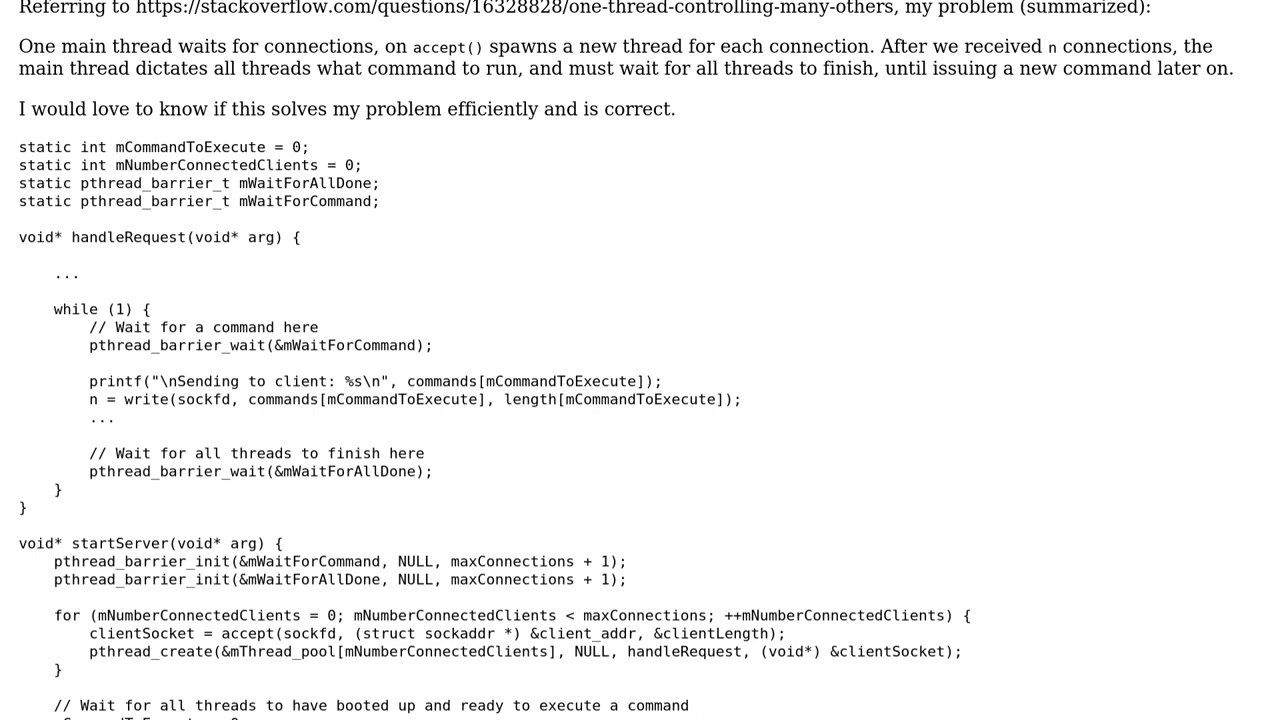 Referring to https://stackoverflow.com/questions/16328828/one-thread-controlling-many-others, my problem (summarized):
One main thread waits for connections, on accept() spawns a new thread for each connection. After we received n connections, the
main thread dictates all threads what command to run, and must wait for all threads to finish, until issuing a new command later on.
I would love to know if this solves my problem efficiently and is correct.
static int mCommandToExecute = 0;
static int mNumberConnectedClients = 0;
static pthread_barrier_t mWaitForAllDone;
static pthread_barrier_t mWaitForCommand;
void* handleRequest(void* arg) {
    ...
    while (1) {
        // Wait for a command here
        pthread_barrier_wait(&mWaitForCommand);
        printf("\nSending to client: %s\n", commands[mCommandToExecute]);
        n = write(sockfd, commands[mCommandToExecute], length[mCommandToExecute]);
        ...
        // Wait for all threads to finish here
        pthread_barrier_wait(&mWaitForAllDone);
    }
}
void* startServer(void* arg) {
    pthread_barrier_init(&mWaitForCommand, NULL, maxConnections + 1);
    pthread_barrier_init(&mWaitForAllDone, NULL, maxConnections + 1);
    for (mNumberConnectedClients = 0; mNumberConnectedClients < maxConnections; ++mNumberConnectedClients) {
        clientSocket = accept(sockfd, (struct sockaddr *) &client_addr, &clientLength);
        pthread_create(&mThread_pool[mNumberConnectedClients], NULL, handleRequest, (void*) &clientSocket);
    }
    // Wait for all threads to have booted up and ready to execute a command